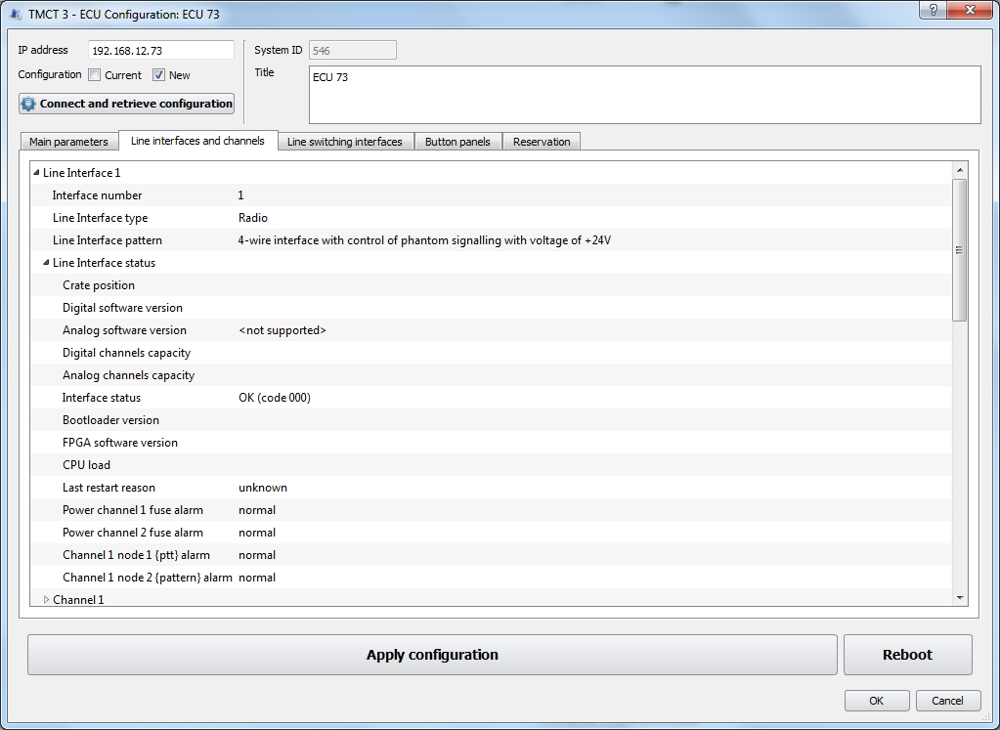 TMCT 3 - ECU Configuration: ECU 73
IP address 192.168.12.73 System ID 546
Configuration Current New Title ECU 73
Connect and retrieve configuration
Main parameters Line interfaces and channels Line switching interfaces Button panels Reservation
Line Interface 1
Interface number 1
Line Interface type Radio
Line Interface pattern 4-wire interface with control of phantom signalling with voltage of +24V
Line Interface status
Crate position
Digital software version
Analog software version <not supported>
Digital channels capacity
Analog channels capacity
Interface status OK (code 000)
Bootloader version
FPGA software version
CPU load
Last restart reason unknown
Power channel 1 fuse alarm normal
Power channel 2 fuse alarm normal
Channel 1 node 1 {ptt} alarm normal
Channel 1 node 2 {pattern} alarm normal
Channel 1
Apply configuration Reboot
OK Cancel